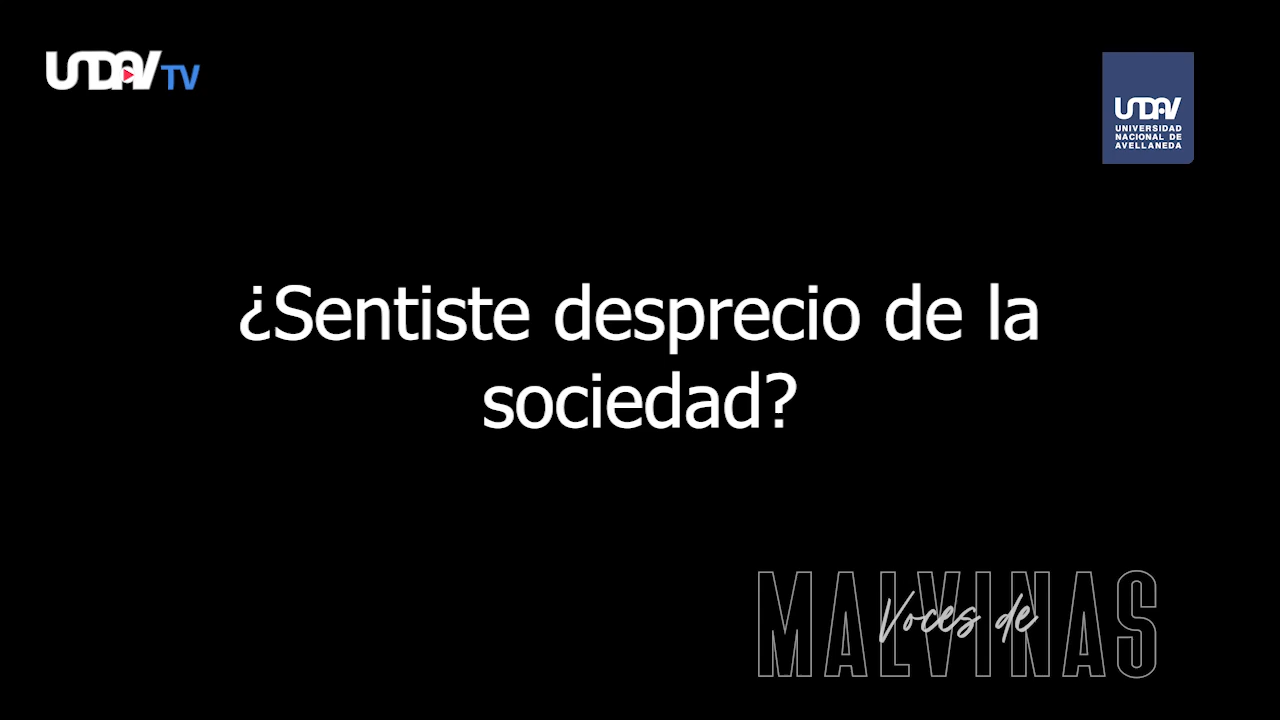 UNDAV TV
UNDAV
UNIVERSIDAD
NACIONAL DE
AVELLANEDA
¿Sentiste desprecio de la
sociedad?
Voces de
MALVINAS